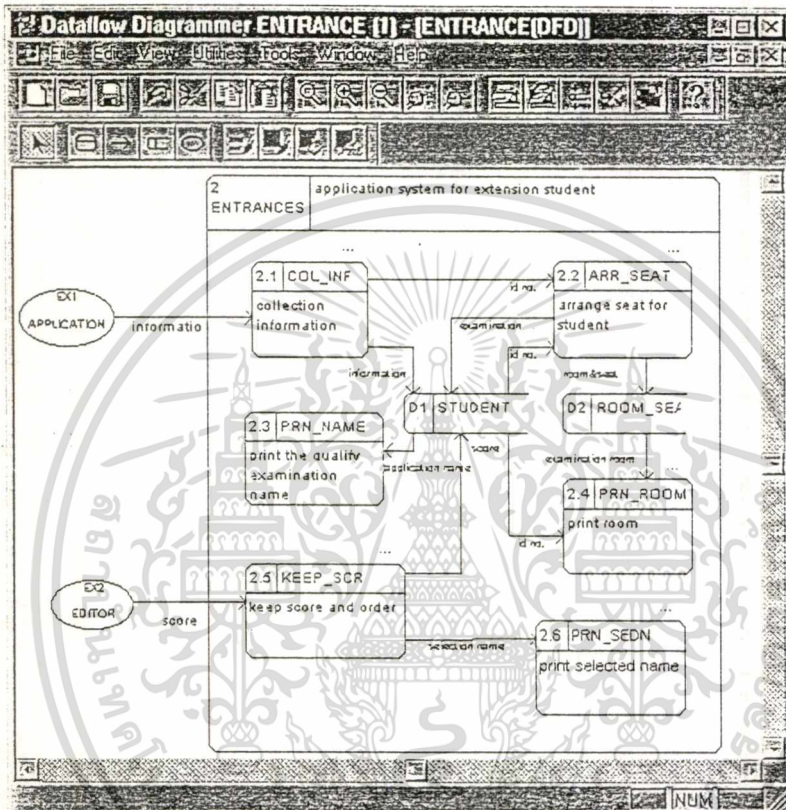 Dataflow Diagrammer ENTRANCE [1] - [ENTRANCE(DFD)]
File Edit View Utilities Tools Window Help
2
ENTRANCES
application system for extension student
...
...
2.1 COL_INF
collection
information
id no.
2.2 ARR_SEAT
arrange seat for
student
EX1
APPLICATION
informatio
examination
id no.
information
room&seat
D1 STUDENT
D2 ROOM_SEA
2.3 PRN_NAME
print the qualify
examination
name
application name
score
examination room
...
2.4 PRN_ROOM
print room
id no.
...
2.5 KEEP_SCR
keep score and order
EX2
EDITOR
score
selection name
...
2.6 PRN_SEDN
print selected name
NUM